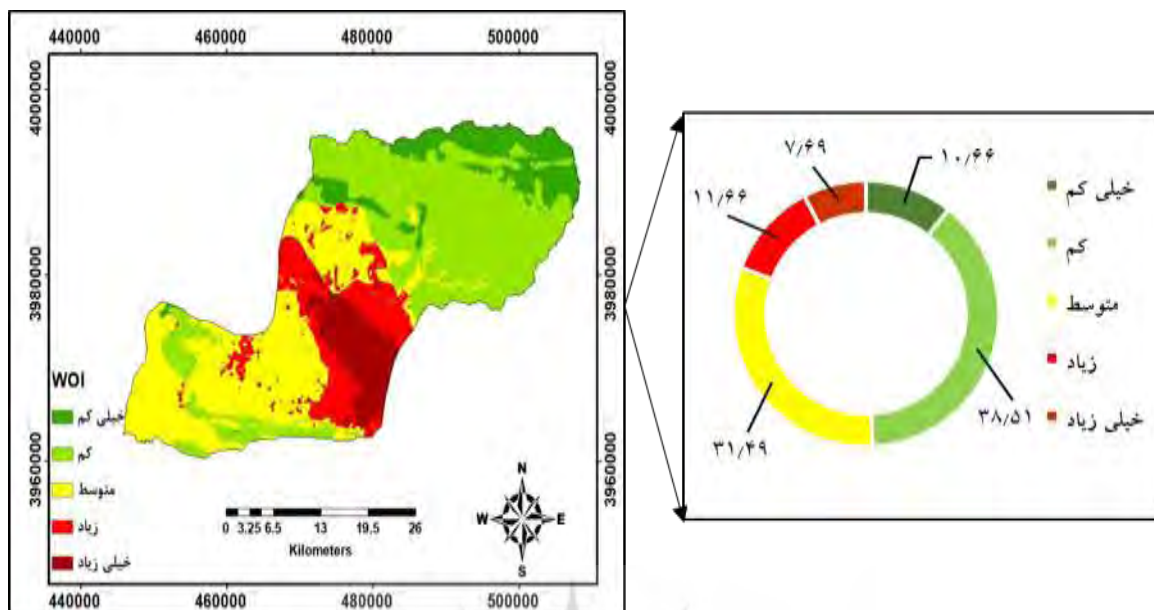 440000 460000 480000 500000
4000000
3980000
3960000
4000000
3980000
3960000
WOI
خیلی کم
کم
متوسط
زیاد
خیلی زیاد
0 3.25 6.5 13 19.5 26
Kilometers
N
W E
S
440000 460000 480000 500000
۷٫۶۹
۱۰٫۶۶
۱۱٫۶۶
۳۱٫۴۹
۳۸٫۵۱
خیلی کم
کم
متوسط
زیاد
خیلی زیاد